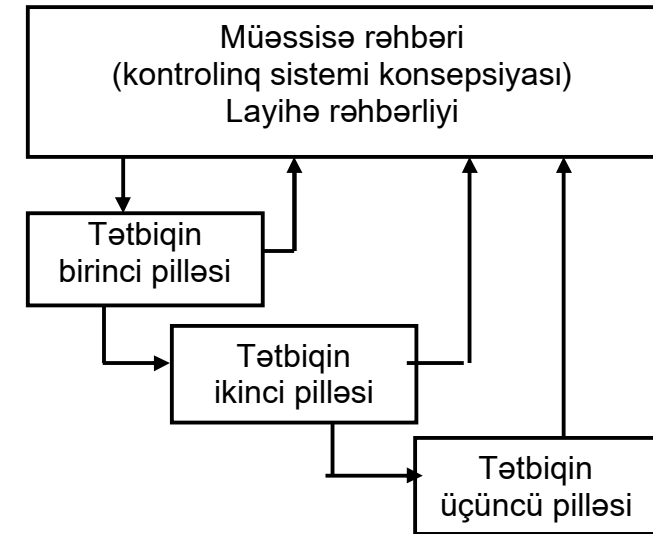 Müəssisə rəhbəri
(kontrolinq sistemi konsepsiyası)
Layihə rəhbərliyi
Tətbiqin
birinci pilləsi
Tətbiqin
ikinci pilləsi
Tətbiqin
üçüncü pilləsi